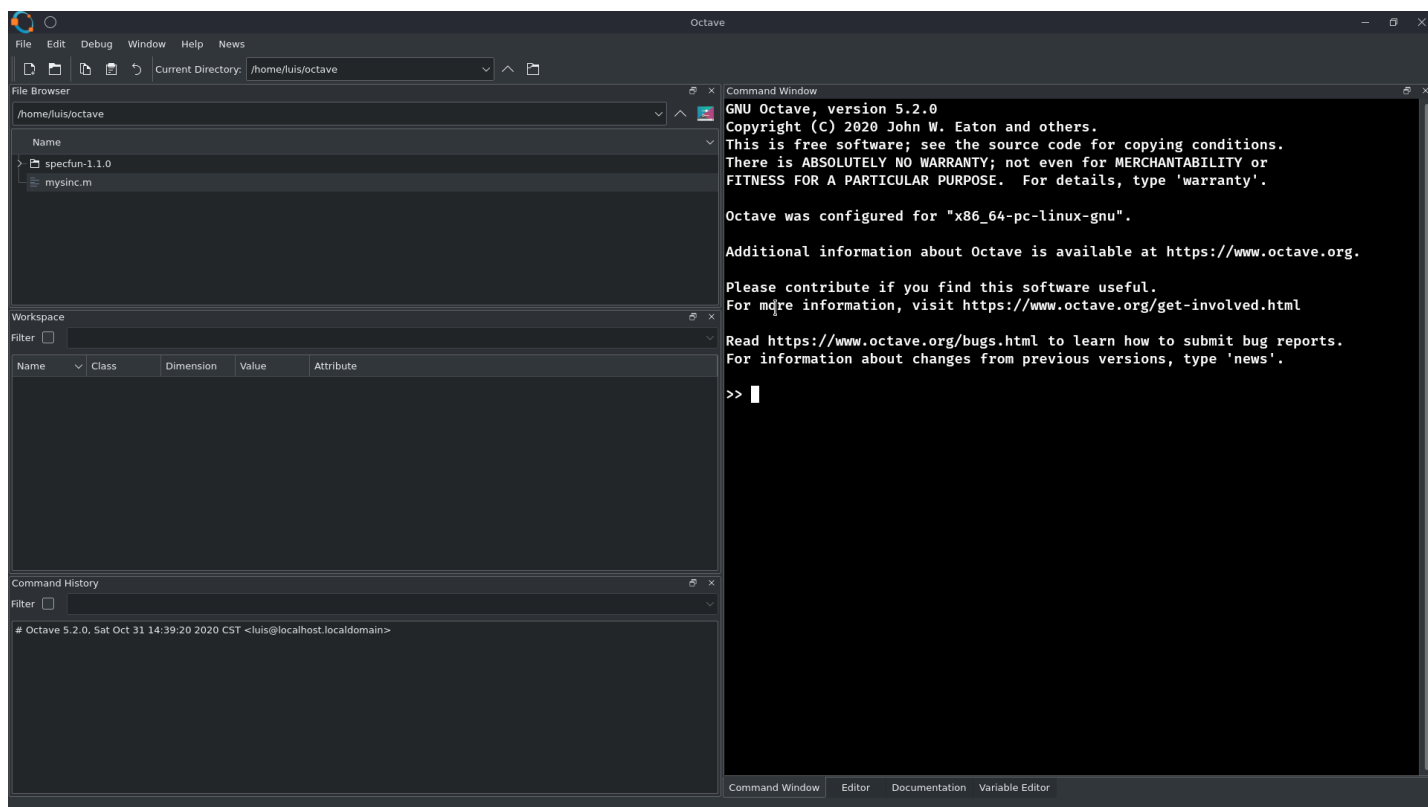 Octave
File Edit Debug Window Help News
Current Directory: /home/luis/octave
File Browser
/home/luis/octave
Name
specfun-1.1.0
mysinc.m
Workspace
Filter
Name Class Dimension Value Attribute
Command History
Filter
# Octave 5.2.0, Sat Oct 31 14:39:20 2020 CST <luis@localhost.localdomain>
Command Window
GNU Octave, version 5.2.0
Copyright (C) 2020 John W. Eaton and others.
This is free software; see the source code for copying conditions.
There is ABSOLUTELY NO WARRANTY; not even for MERCHANTABILITY or
FITNESS FOR A PARTICULAR PURPOSE.  For details, type 'warranty'.
Octave was configured for "x86_64-pc-linux-gnu".
Additional information about Octave is available at https://www.octave.org.
Please contribute if you find this software useful.
For more information, visit https://www.octave.org/get-involved.html
Read https://www.octave.org/bugs.html to learn how to submit bug reports.
For information about changes from previous versions, type 'news'.
>>
Command Window Editor Documentation Variable Editor